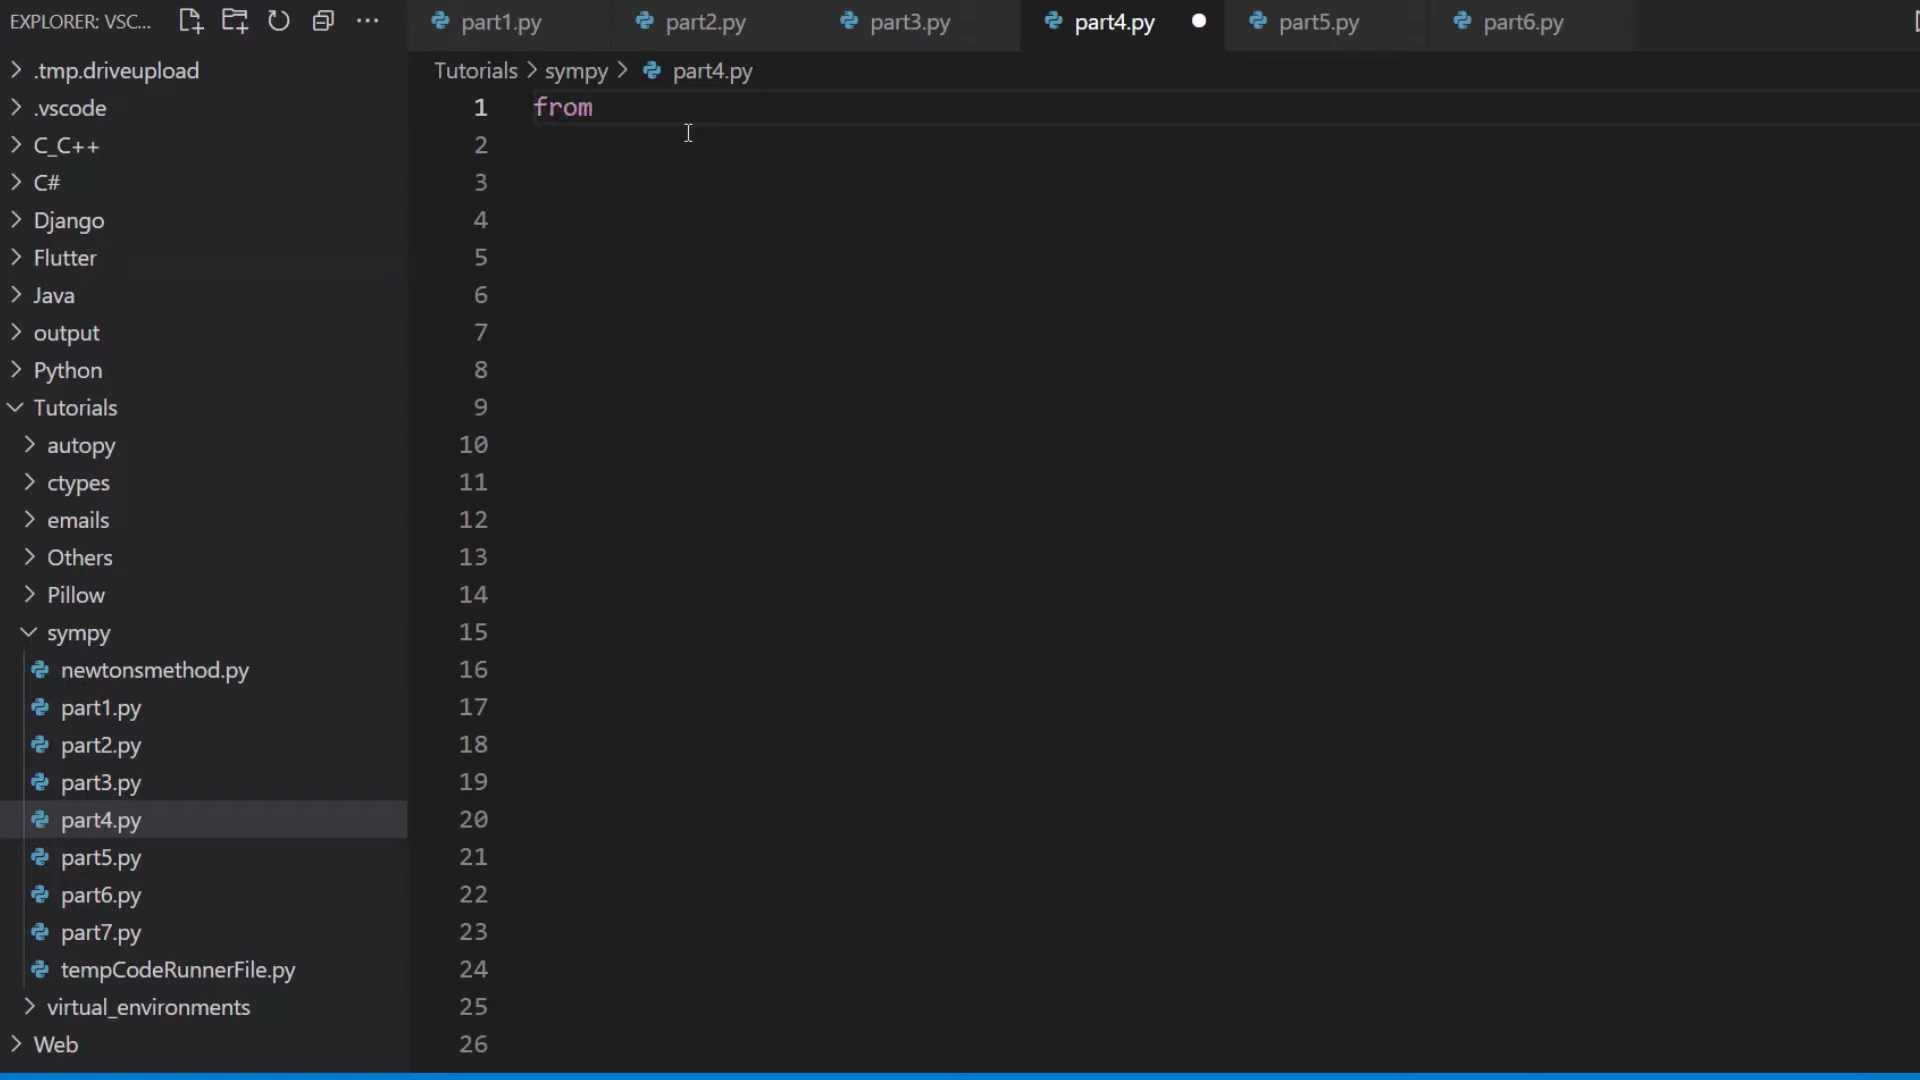 EXPLORER: VSC...
.tmp.driveupload
.vscode
C_C++
C#
Django
Flutter
Java
output
Python
Tutorials
autopy
ctypes
emails
Others
Pillow
sympy
newtonsmethod.py
part1.py
part2.py
part3.py
part4.py
part5.py
part6.py
part7.py
tempCodeRunnerFile.py
virtual_environments
Web
part1.py part2.py part3.py part4.py part5.py part6.py
Tutorials > sympy > part4.py
1 from
2
3
4
5
6
7
8
9
10
11
12
13
14
15
16
17
18
19
20
21
22
23
24
25
26